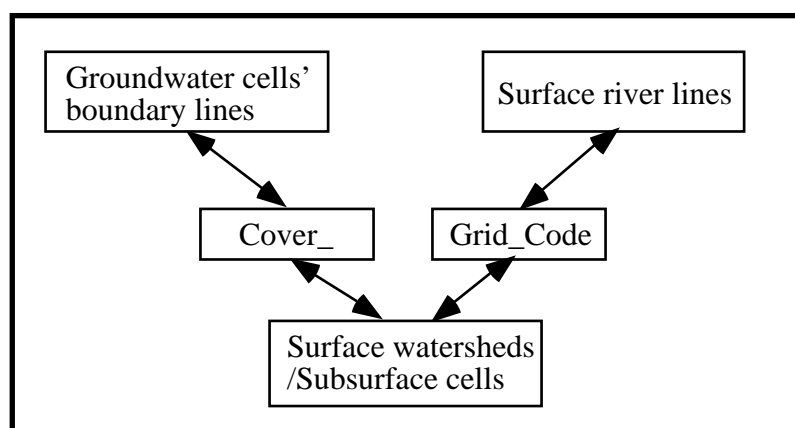 Groundwater cells’
boundary lines
Surface river lines
Cover_
Grid_Code
Surface watersheds
/Subsurface cells